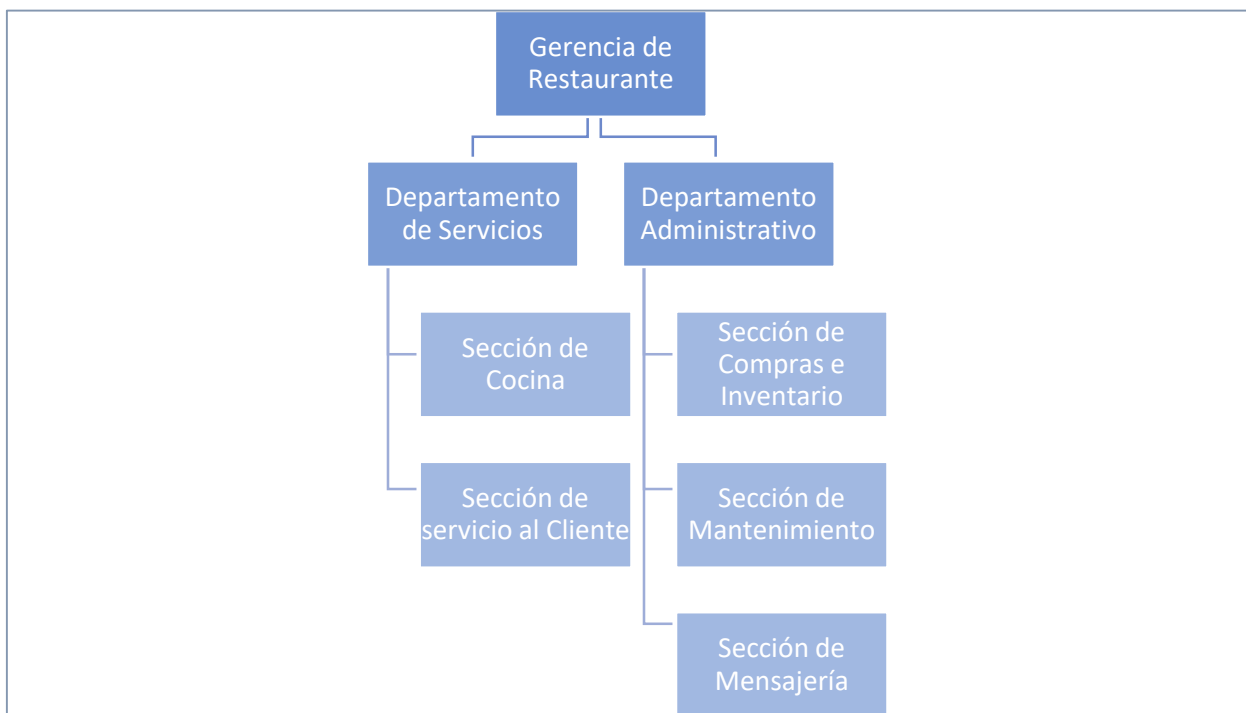 Gerencia de
Restaurante
Departamento
de Servicios
Departamento
Administrativo
Sección de
Cocina
Sección de
Compras e
Inventario
Sección de
servicio al Cliente
Sección de
Mantenimiento
Sección de
Mensajería